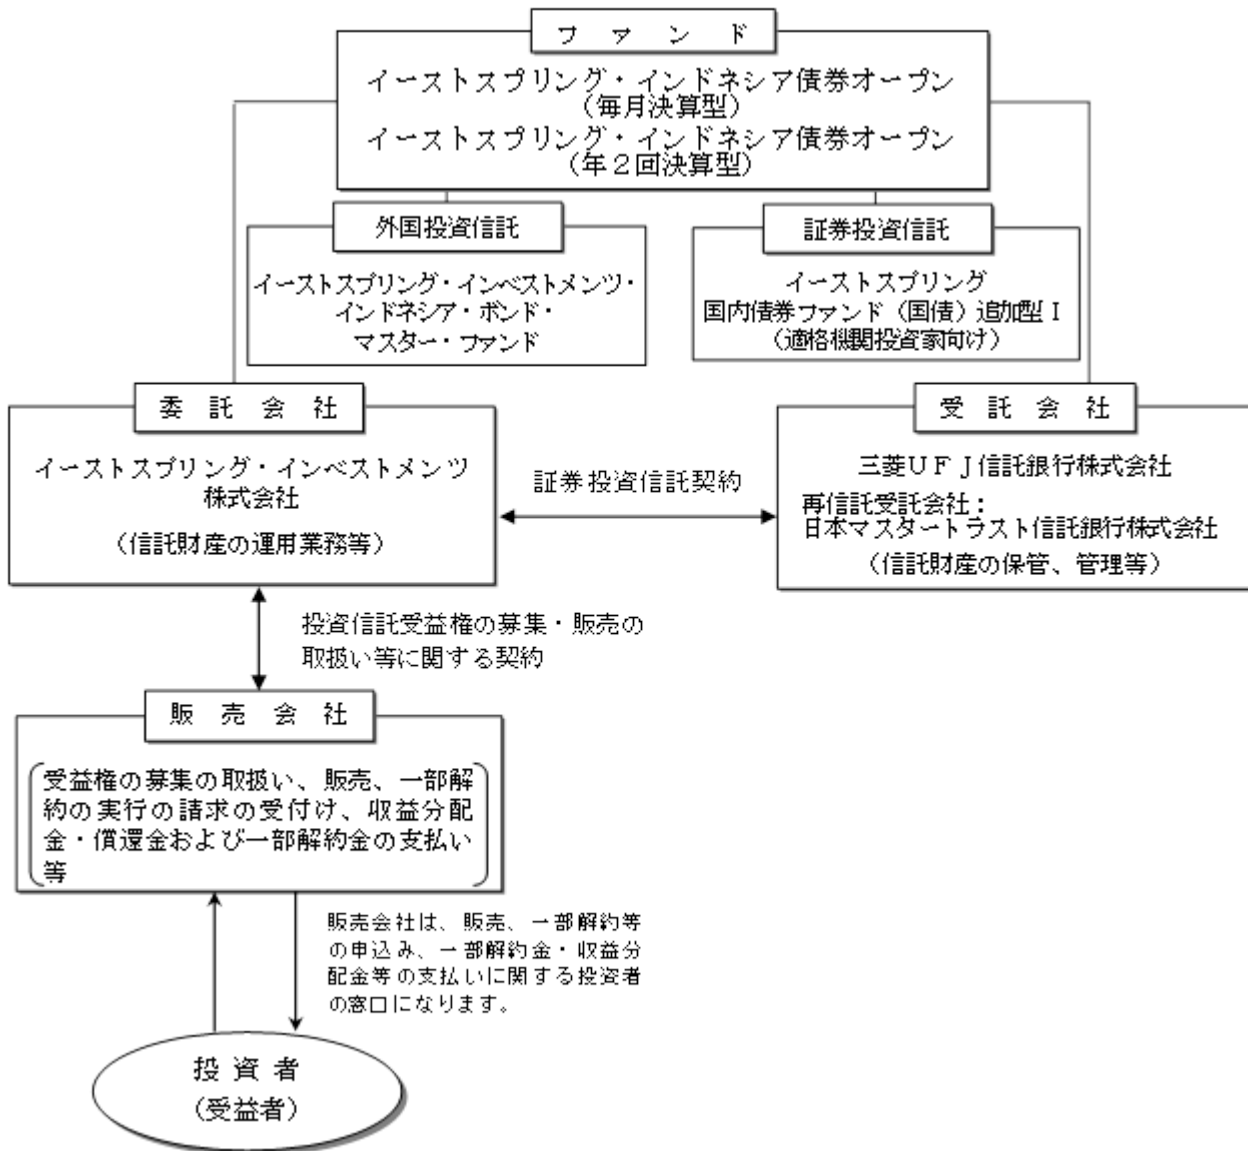 ファンド
イーストスプリング・インドネシア債券オープン
（毎月決算型）
イーストスプリング・インドネシア債券オープン
（年２回決算型）
外国投資信託
イーストスプリング・インベストメンツ・
インドネシア・ボンド・
マスター・ファンド
証券投資信託
イーストスプリング
国内債券ファンド（国債）追加型Ⅰ
（適格機関投資家向け）
委託会社
イーストスプリング・インベストメンツ
株式会社
（信託財産の運用業務等）
証券投資信託契約
受託会社
三菱ＵＦＪ信託銀行株式会社
再信託受託会社：
日本マスタートラスト信託銀行株式会社
（信託財産の保管、管理等）
投資信託受益権の募集・販売の
取扱い等に関する契約
販売会社
受益権の募集の取扱い、販売、一部解
約の実行の請求の受付け、収益分配
金・償還金および一部解約金の支払い
等
販売会社は、販売、一部解約等
の申込み、一部解約金・収益分
配金等の支払いに関する投資者
の窓口になります。
投資者
（受益者）